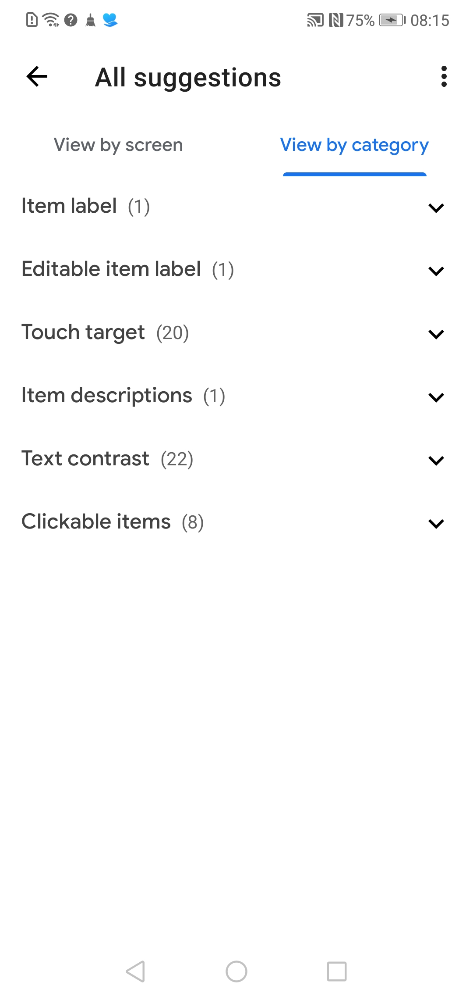 75% 08:15
All suggestions
View by screen View by category
Item label (1)
Editable item label (1)
Touch target (20)
Item descriptions (1)
Text contrast (22)
Clickable items (8)